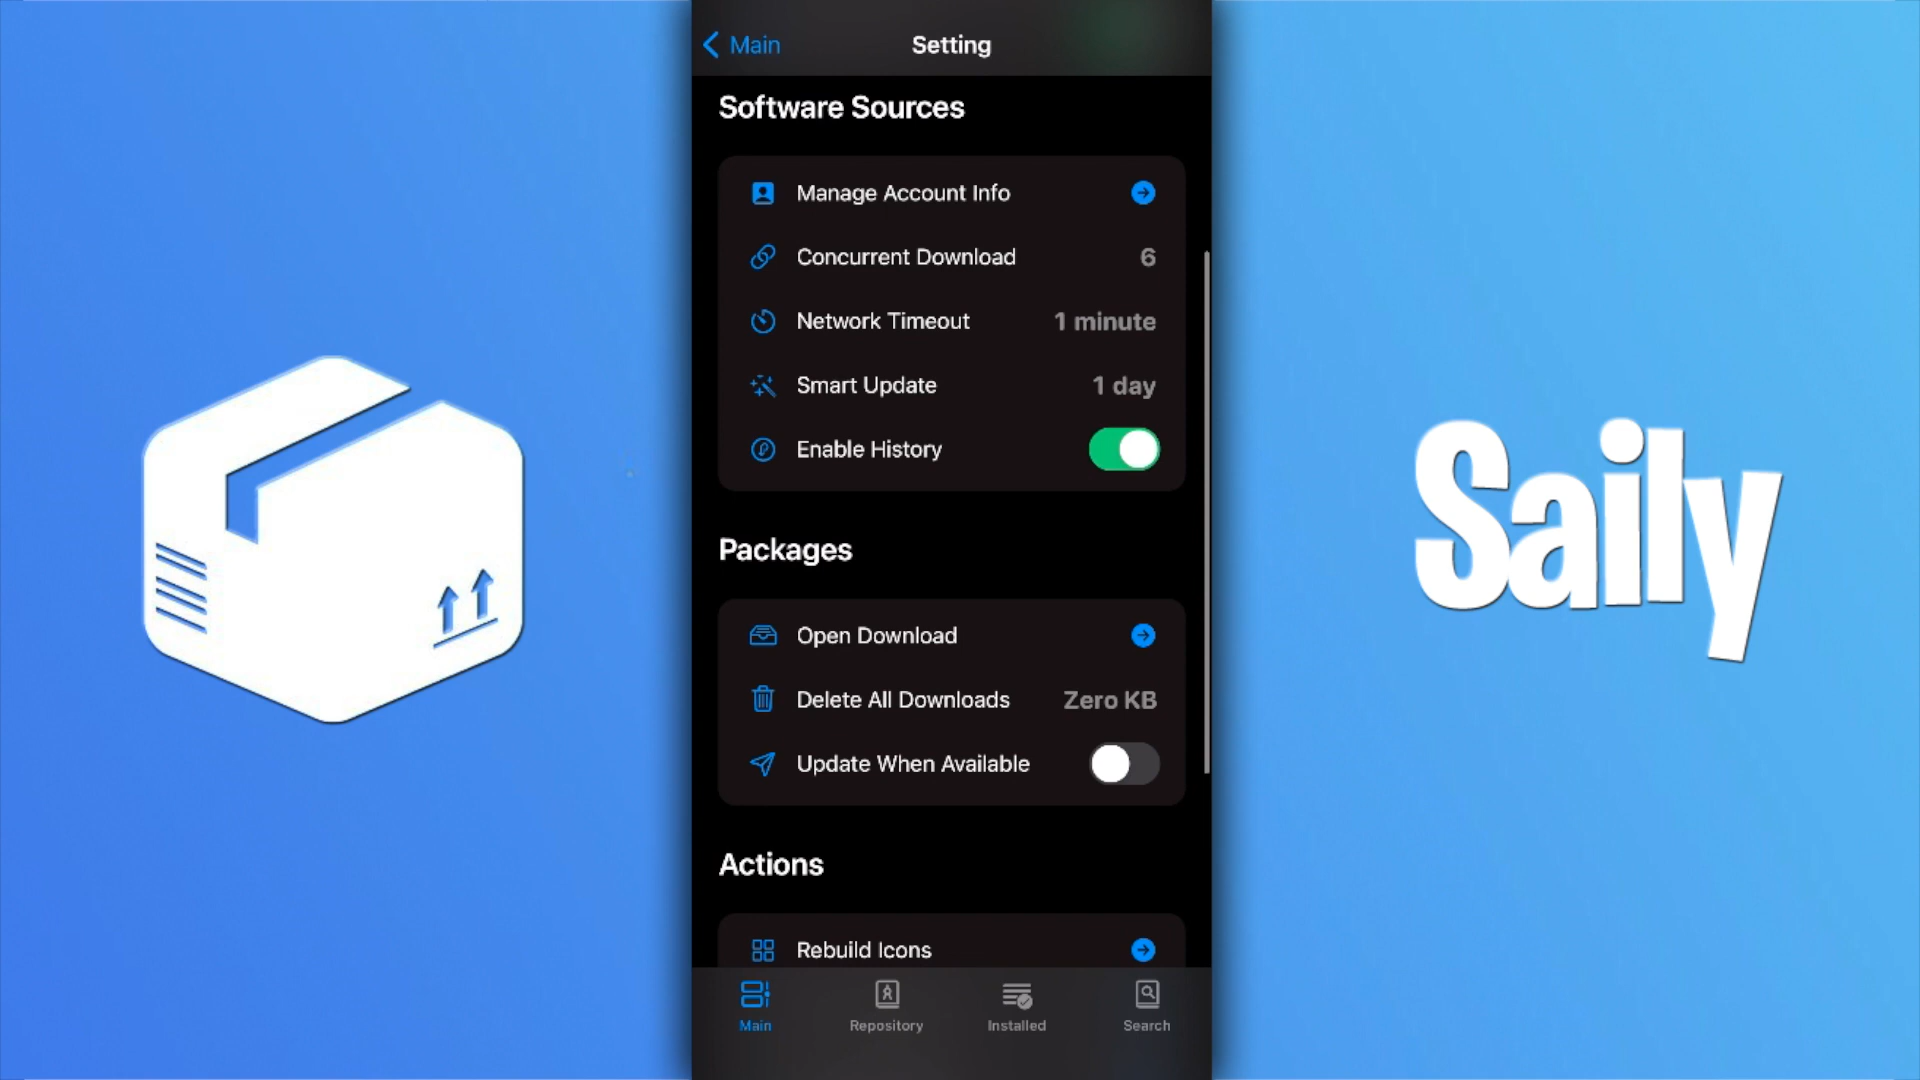 Main
Setting
Software Sources
Manage Account Info
Concurrent Download 6
Network Timeout 1 minute
Smart Update 1 day
Enable History
Packages
Open Download
Delete All Downloads Zero KB
Update When Available
Actions
Rebuild Icons
Main Repository Installed Search
Saily